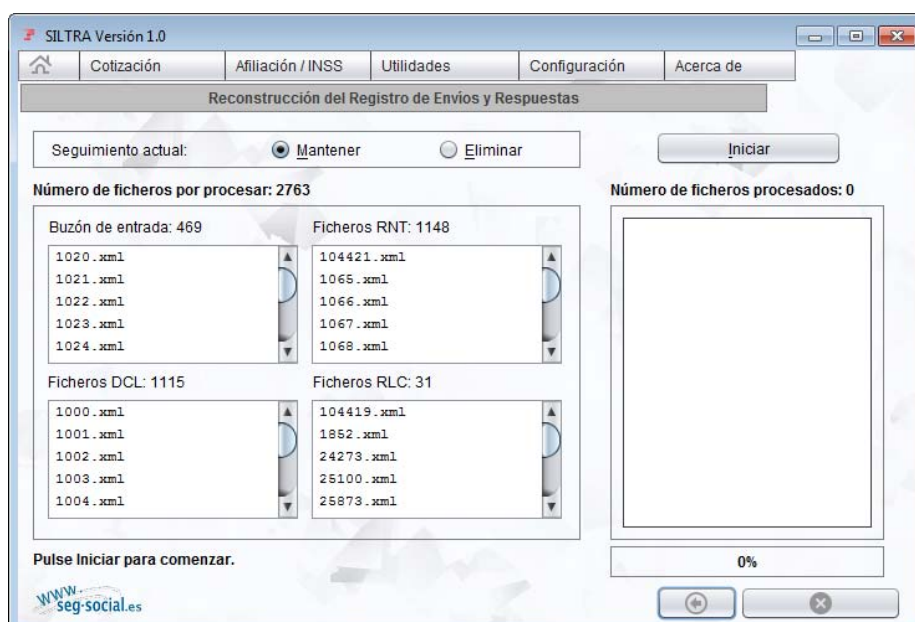 SILTRA Versión 1.0
Cotización Afiliación / INSS Utilidades Configuración Acerca de
Reconstrucción del Registro de Envíos y Respuestas
Seguimiento actual: Mantener Eliminar Iniciar
Número de ficheros por procesar: 2763
Número de ficheros procesados: 0
Buzón de entrada: 469
1020.xml
1021.xml
1022.xml
1023.xml
1024.xml
Ficheros RNT: 1148
104421.xml
1065.xml
1066.xml
1067.xml
1068.xml
Ficheros DCL: 1115
1000.xml
1001.xml
1002.xml
1003.xml
1004.xml
Ficheros RLC: 31
104419.xml
1852.xml
24273.xml
25100.xml
25873.xml
Pulse Iniciar para comenzar.
0%
www.
seg-social.es